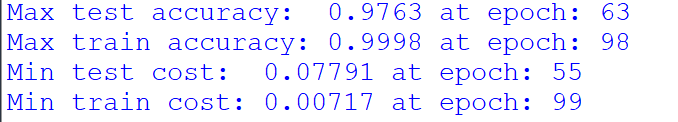 Max test accuracy:  0.9763 at epoch: 63
Max train accuracy: 0.9998 at epoch: 98
Min test cost:  0.07791 at epoch: 55
Min train cost: 0.00717 at epoch: 99